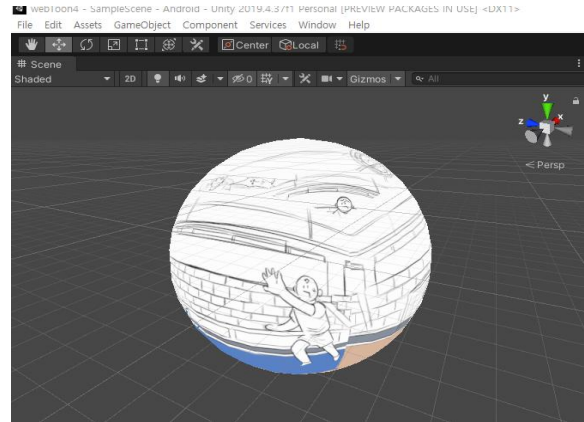 webToon4 - SampleScene - Android - Unity 2019.4.37f1 Personal [PREVIEW PACKAGES IN USE] <DX11>
File Edit Assets GameObject Component Services Window Help
Center Local
# Scene
Shaded 2D 0 Gizmos All
y
z x
< Persp